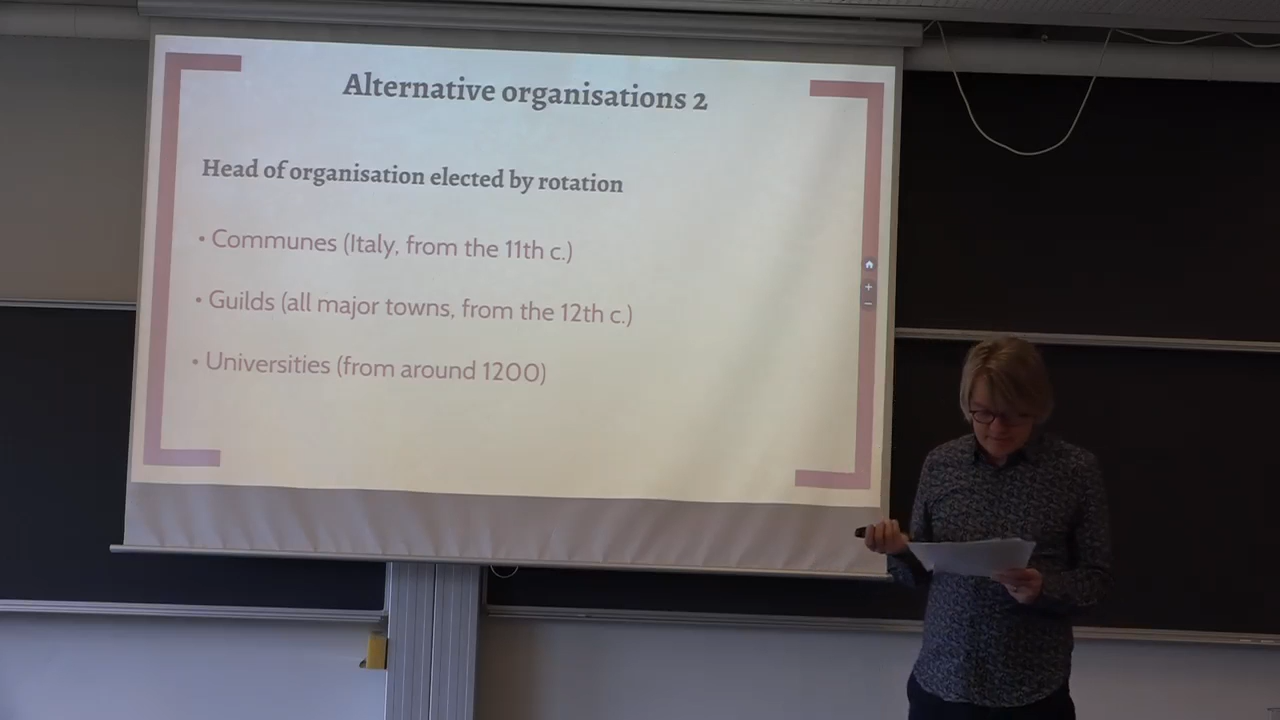 Alternative organisations 2
Head of organisation elected by rotation
• Communes (Italy, from the 11th c.)
• Guilds (all major towns, from the 12th c.)
• Universities (from around 1200)